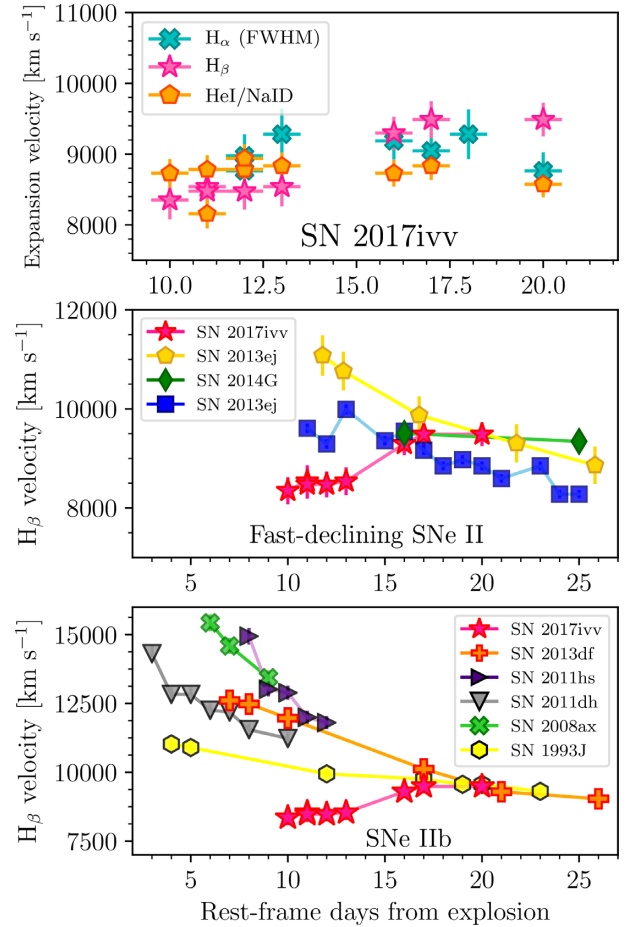 Expansion velocity [km s⁻¹]
9000
8000
Hα (FWHM)
Hβ
HeI/NaID
SN 2017ivv
10.0 12.5 15.0 17.5 20.0
Hβ velocity [km s⁻¹]
12000
10000
8000
SN 2017ivv
SN 2013ej
SN 2014G
SN 2013ej
Fast-declining SNe II
5 10 15 20 25
Hβ velocity [km s⁻¹]
15000
12500
10000
7500
SN 2017ivv
SN 2013df
SN 2011hs
SN 2011dh
SN 2008ax
SN 1993J
SNe IIb
5 10 15 20 25
Rest-frame days from explosion